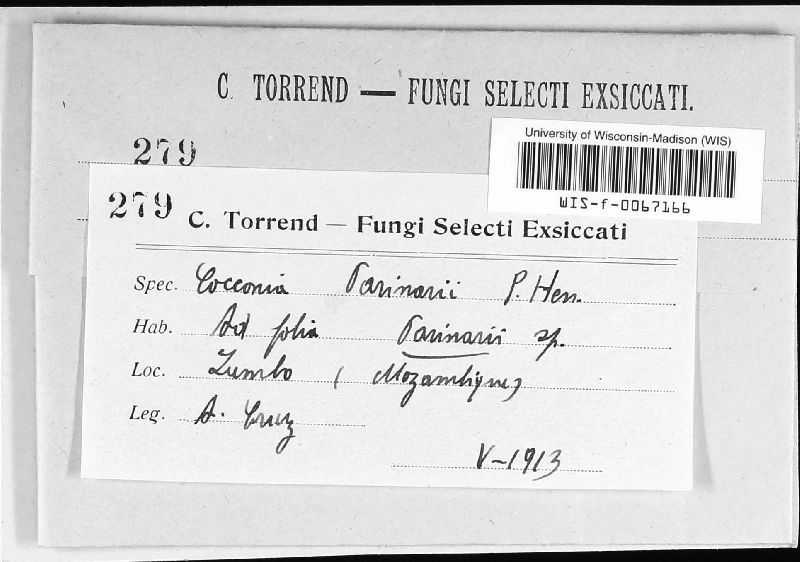 C. TORREND — FUNGI SELECTI EXSICCATI.
279
University of Wisconsin-Madison (WIS)
WIS-f-0067166
279 C. Torrend — Fungi Selecti Exsiccati
Spec. Cocconia Parinarii P. Hen.
Hab. Ad folia Parinarii sp.
Loc. Zumbo (Mozambique)
Leg. A. Cruz
V-1913